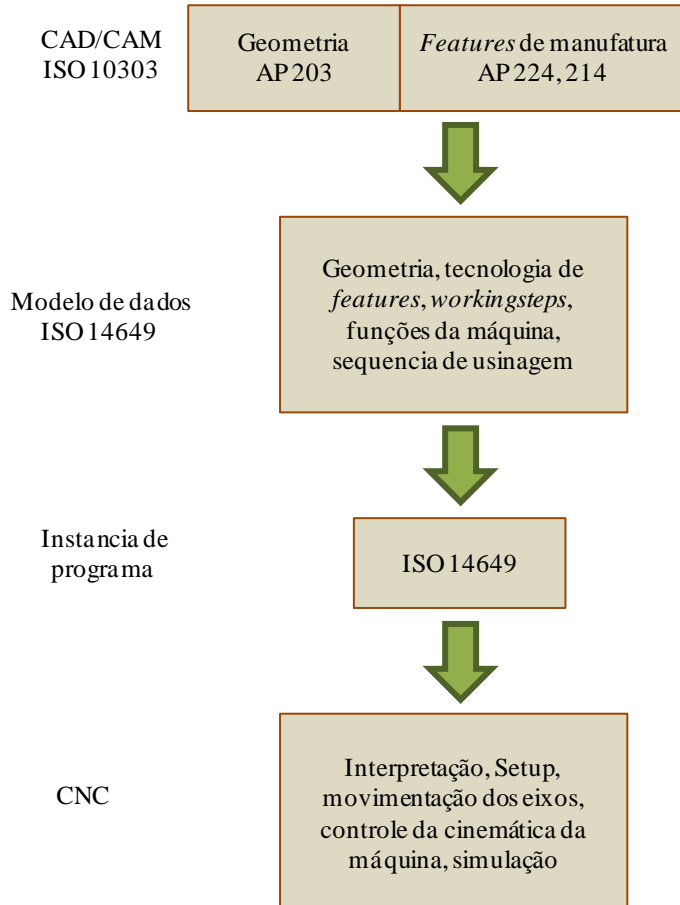 CAD/CAM
ISO 10303
Geometria
AP 203
Features de manufatura
AP 224, 214
Modelo de dados
ISO 14649
Geometria, tecnologia de
features, workingsteps,
funções da máquina,
sequencia de usinagem
Instancia de
programa
ISO 14649
CNC
Interpretação, Setup,
movimentação dos eixos,
controle da cinemática da
máquina, simulação